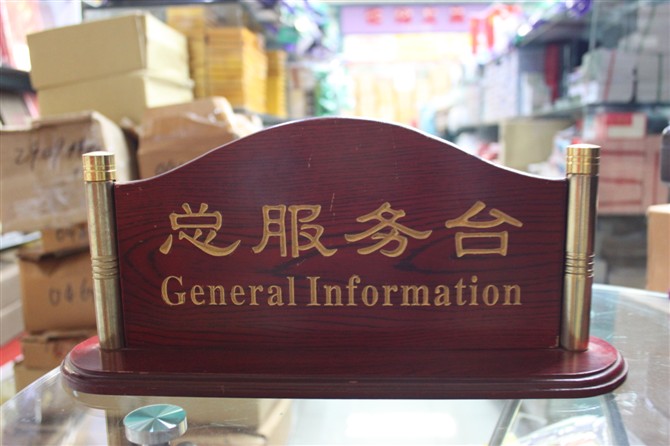 总服务台
General Information